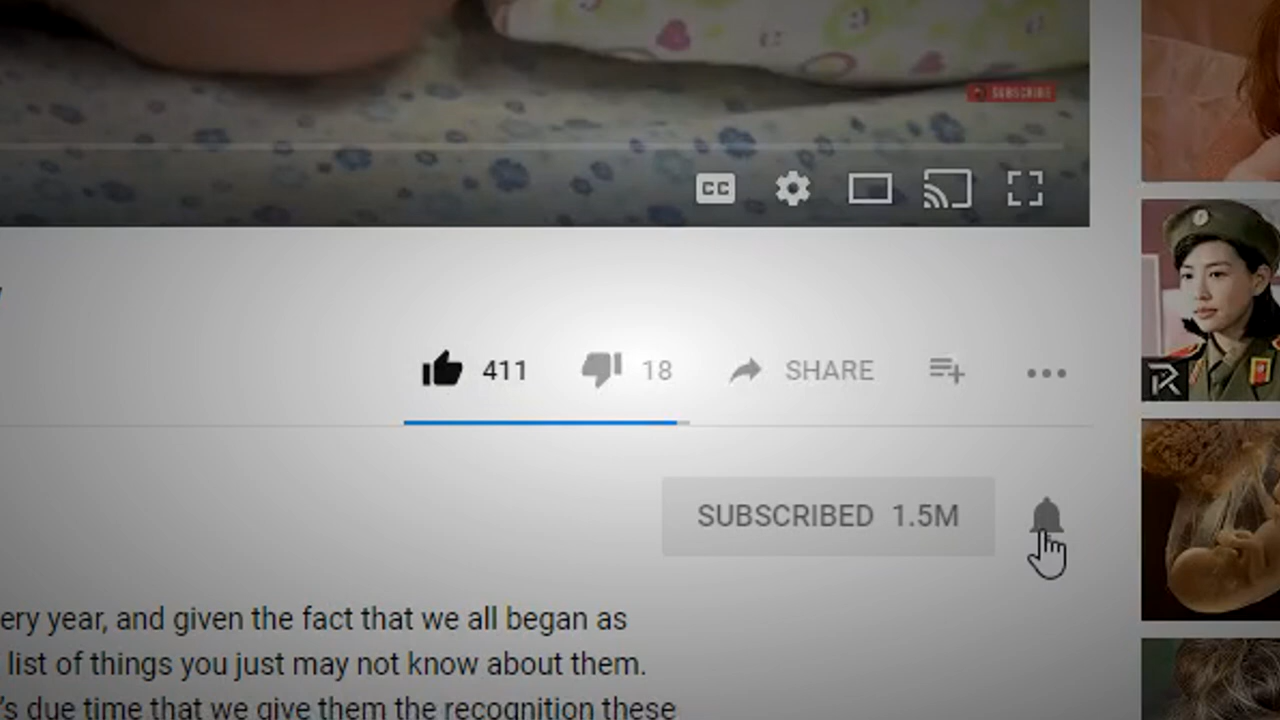 SUBSCRIBE
CC
411 18 SHARE
SUBSCRIBED 1.5M
ery year, and given the fact that we all began as
list of things you just may not know about them.
's due time that we give them the recognition these